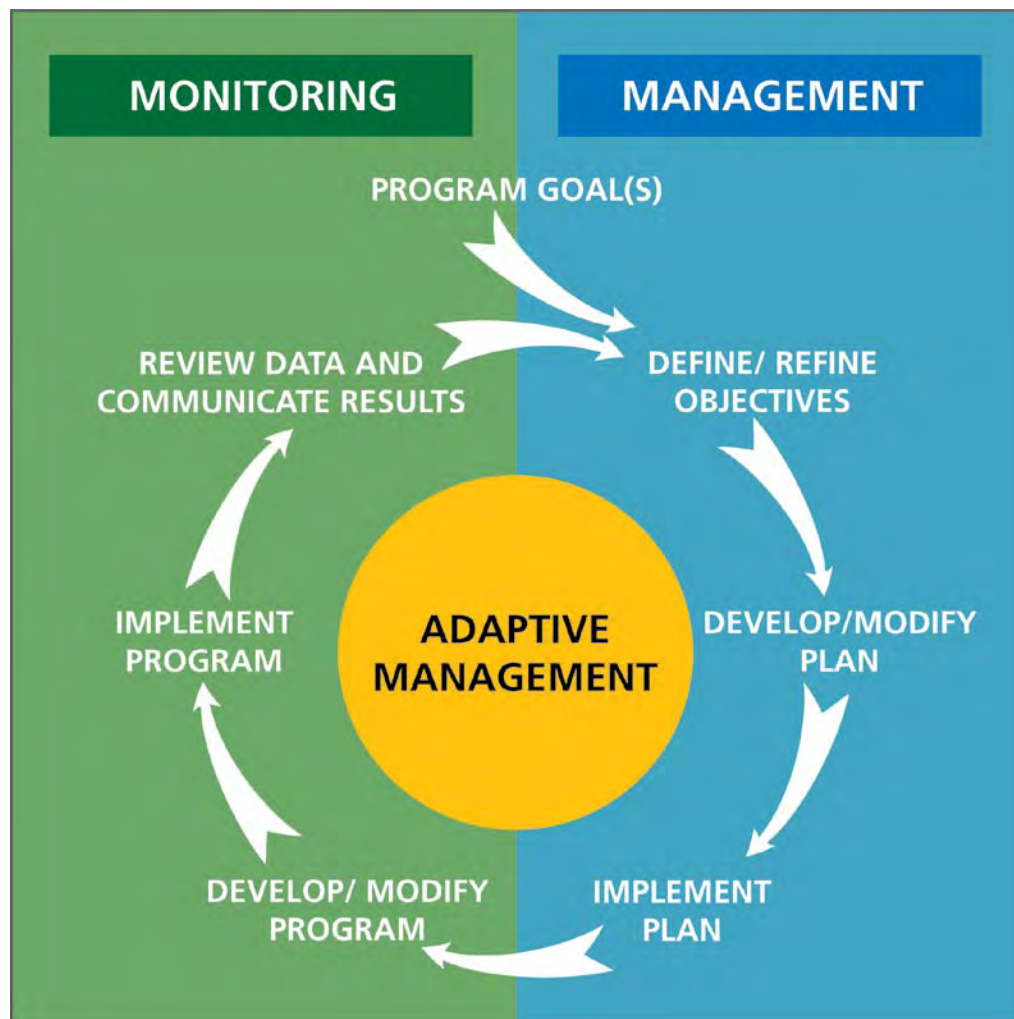 MONITORING
MANAGEMENT
PROGRAM GOAL(S)
REVIEW DATA AND
COMMUNICATE RESULTS
DEFINE/ REFINE
OBJECTIVES
IMPLEMENT
PROGRAM
ADAPTIVE
MANAGEMENT
DEVELOP/MODIFY
PLAN
DEVELOP/ MODIFY
PROGRAM
IMPLEMENT
PLAN